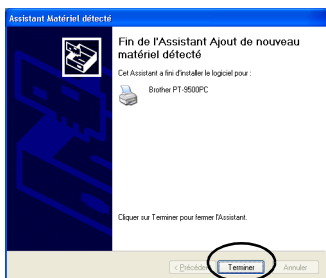 Assistant Matériel détecté
Fin de l'Assistant Ajout de nouveau
matériel détecté
Cet Assistant a fini d'installer le logiciel pour :
Brother PT-9500PC
Cliquer sur Terminer pour fermer l'Assistant.
< Précédent
Terminer
Annuler